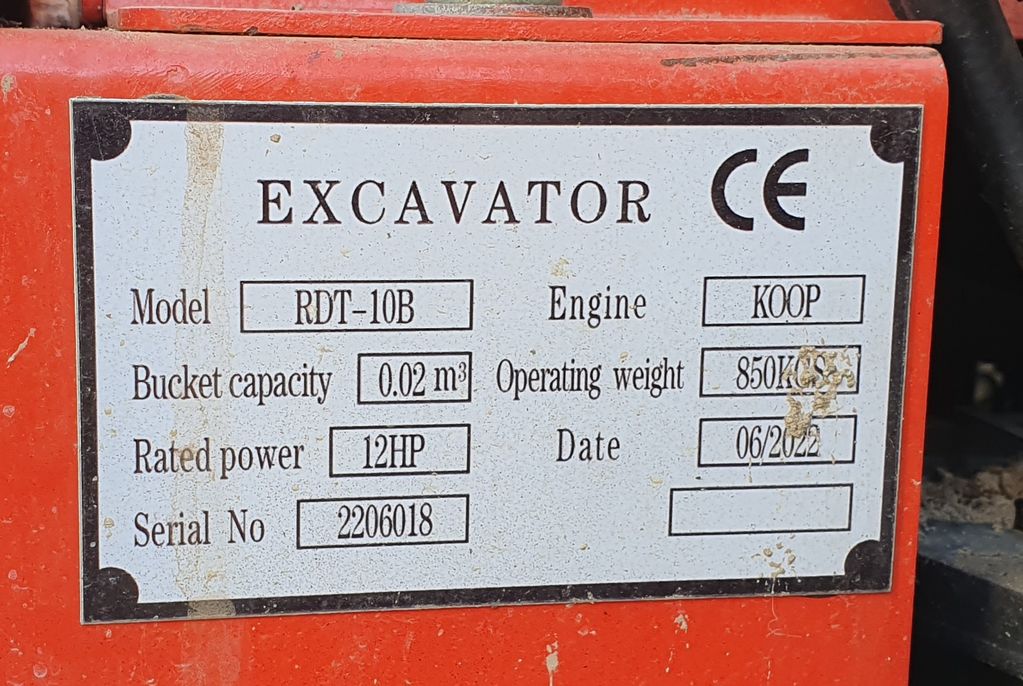 EXCAVATOR CE
Model RDT-10B Engine KOOP
Bucket capacity 0.02 m³ Operating weight 850KGS
Rated power 12HP Date 06/2022
Serial No 2206018